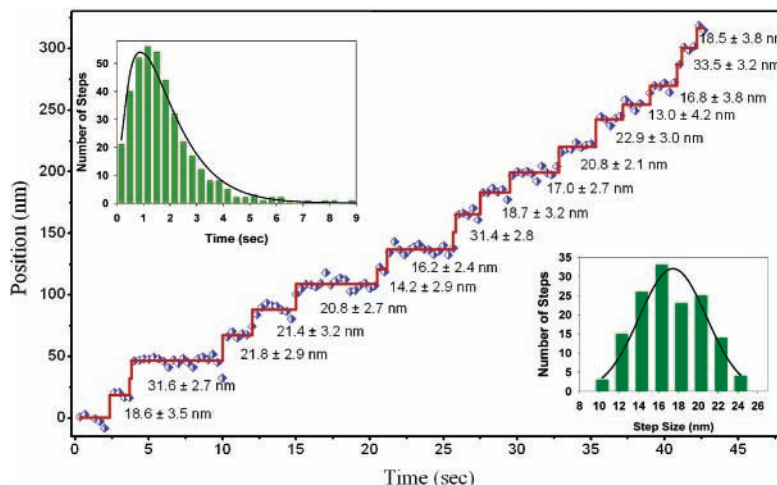 Position (nm)
300
250
200
150
100
50
0
0
5
10
15
20
25
30
35
40
45
Time (sec)
Number of Steps
50
40
30
20
10
0
0 1 2 3 4 5 6 7 8 9
Time (sec)
18.5 ± 3.8 nm
33.5 ± 3.2 nm
16.8 ± 3.8 nm
13.0 ± 4.2 nm
22.9 ± 3.0 nm
20.8 ± 2.1 nm
17.0 ± 2.7 nm
18.7 ± 3.2 nm
31.4 ± 2.8
16.2 ± 2.4 nm
14.2 ± 2.9 nm
20.8 ± 2.7 nm
21.4 ± 3.2 nm
21.8 ± 2.9 nm
31.6 ± 2.7 nm
18.6 ± 3.5 nm
Number of Steps
35
30
25
20
15
10
5
0
8 10 12 14 16 18 20 22 24 26
Step Size (nm)